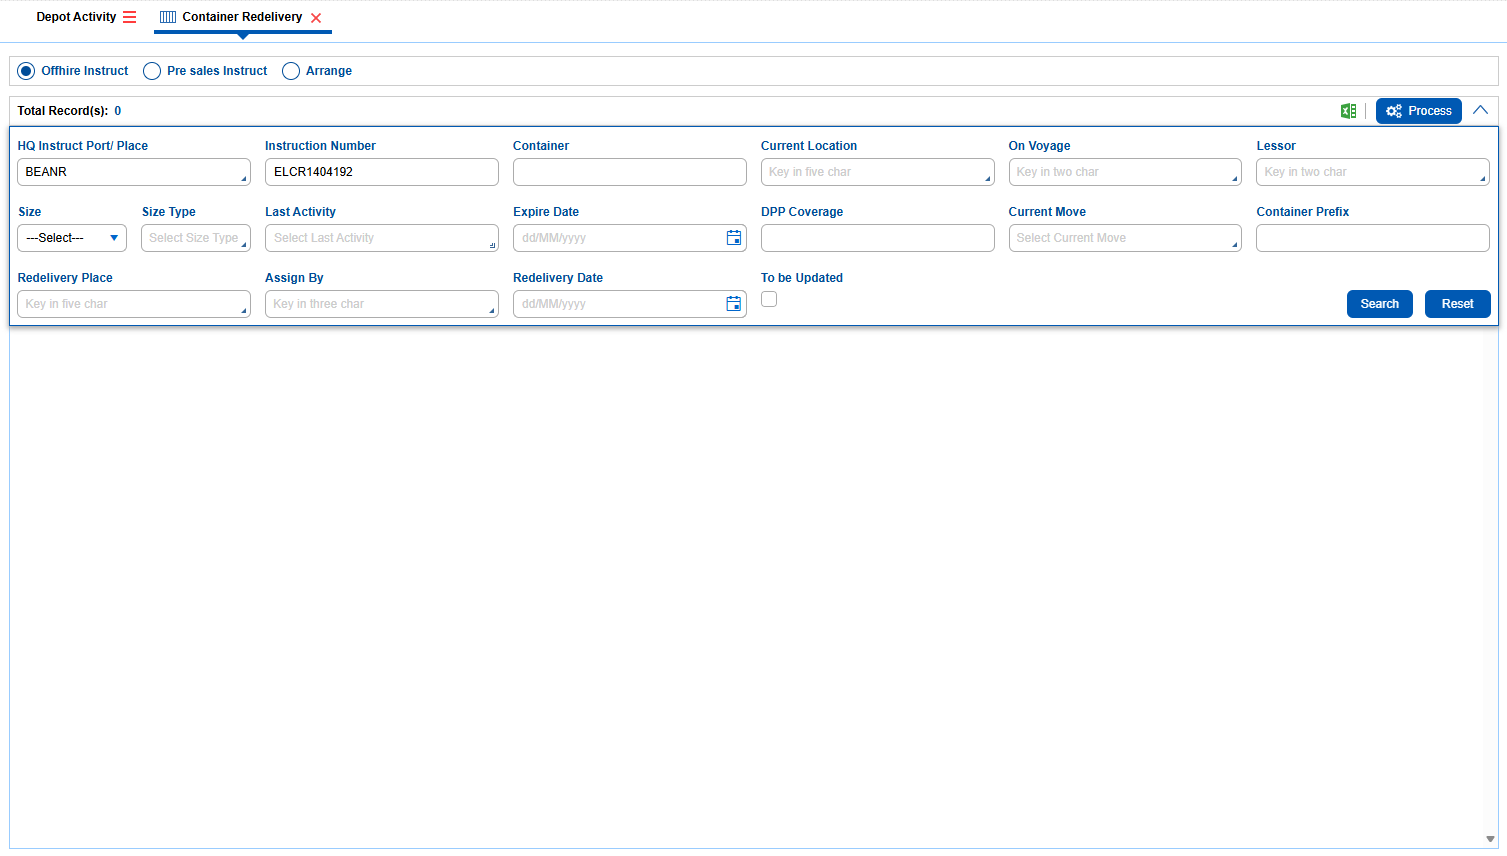 Depot Activity Container Redelivery
Offhire Instruct Pre sales Instruct Arrange
Total Record(s): 0 Process
HQ Instruct Port/ Place Instruction Number Container Current Location On Voyage Lessor
BEANR ELCR1404192 Key in five char Key in two char Key in two char
Size Size Type Last Activity Expire Date DPP Coverage Current Move Container Prefix
---Select--- Select Size Type Select Last Activity dd/MM/yyyy Select Current Move
Redelivery Place Assign By Redelivery Date To be Updated
Key in five char Key in three char dd/MM/yyyy Search Reset